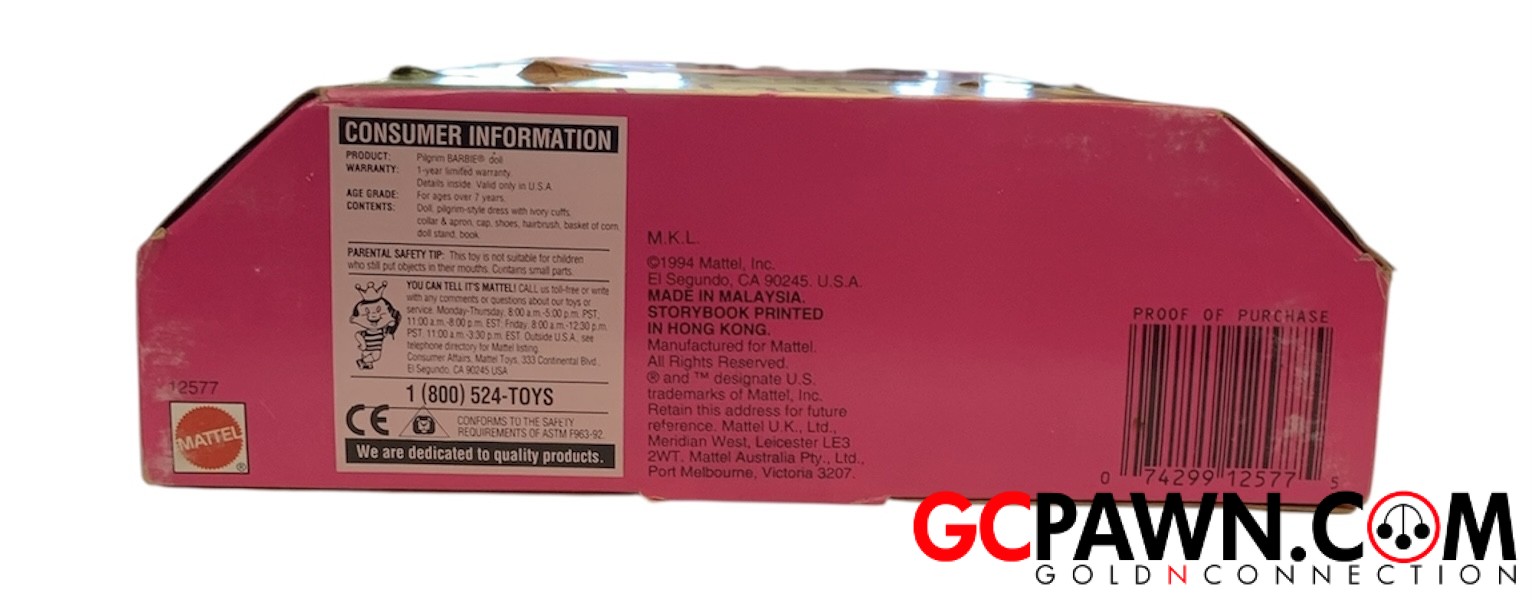 CONSUMER INFORMATION
PRODUCT: Pilgrim BARBIE® doll
WARRANTY: 1-year limited warranty.
Details inside. Valid only in U.S.A.
AGE GRADE: For ages over 7 years.
CONTENTS: Doll, pilgrim-style dress with ivory cuffs,
collar & apron, cap, shoes, hairbrush, basket of corn,
doll stand, book.
PARENTAL SAFETY TIP: This toy is not suitable for children
who still put objects in their mouths. Contains small parts.
YOU CAN TELL IT'S MATTEL! CALL us toll-free or write
with any comments or questions about our toys or
service. Monday-Thursday, 8:00 a.m.-5:00 p.m. PST,
11:00 a.m.-8:00 p.m. EST: Friday, 8:00 a.m.-12:30 p.m.
PST, 11:00 a.m.-3:30 p.m. EST. Outside U.S.A., see
telephone directory for Mattel listing.
Consumer Affairs, Mattel Toys, 333 Continental Blvd.,
El Segundo, CA 90245 USA
1 (800) 524-TOYS
CE
CONFORMS TO THE SAFETY
REQUIREMENTS OF ASTM F963-92.
We are dedicated to quality products.
12577
MATTEL
®
M.K.L.
©1994 Mattel, Inc.
El Segundo, CA 90245. U.S.A.
MADE IN MALAYSIA.
STORYBOOK PRINTED
IN HONG KONG.
Manufactured for Mattel.
All Rights Reserved.
® and ™ designate U.S.
trademarks of Mattel, Inc.
Retain this address for future
reference. Mattel U.K., Ltd.,
Meridian West, Leicester LE3
2WT. Mattel Australia Pty., Ltd.,
Port Melbourne, Victoria 3207.
PROOF OF PURCHASE
0 74299 12577 5
GCPAWN.COM
GOLDNCONNECTION